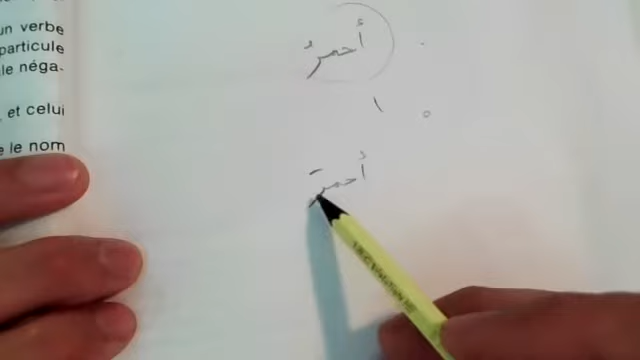 un verbe
particule
le néga-
et celui
e le nom
أحمرُ
أحمرَ